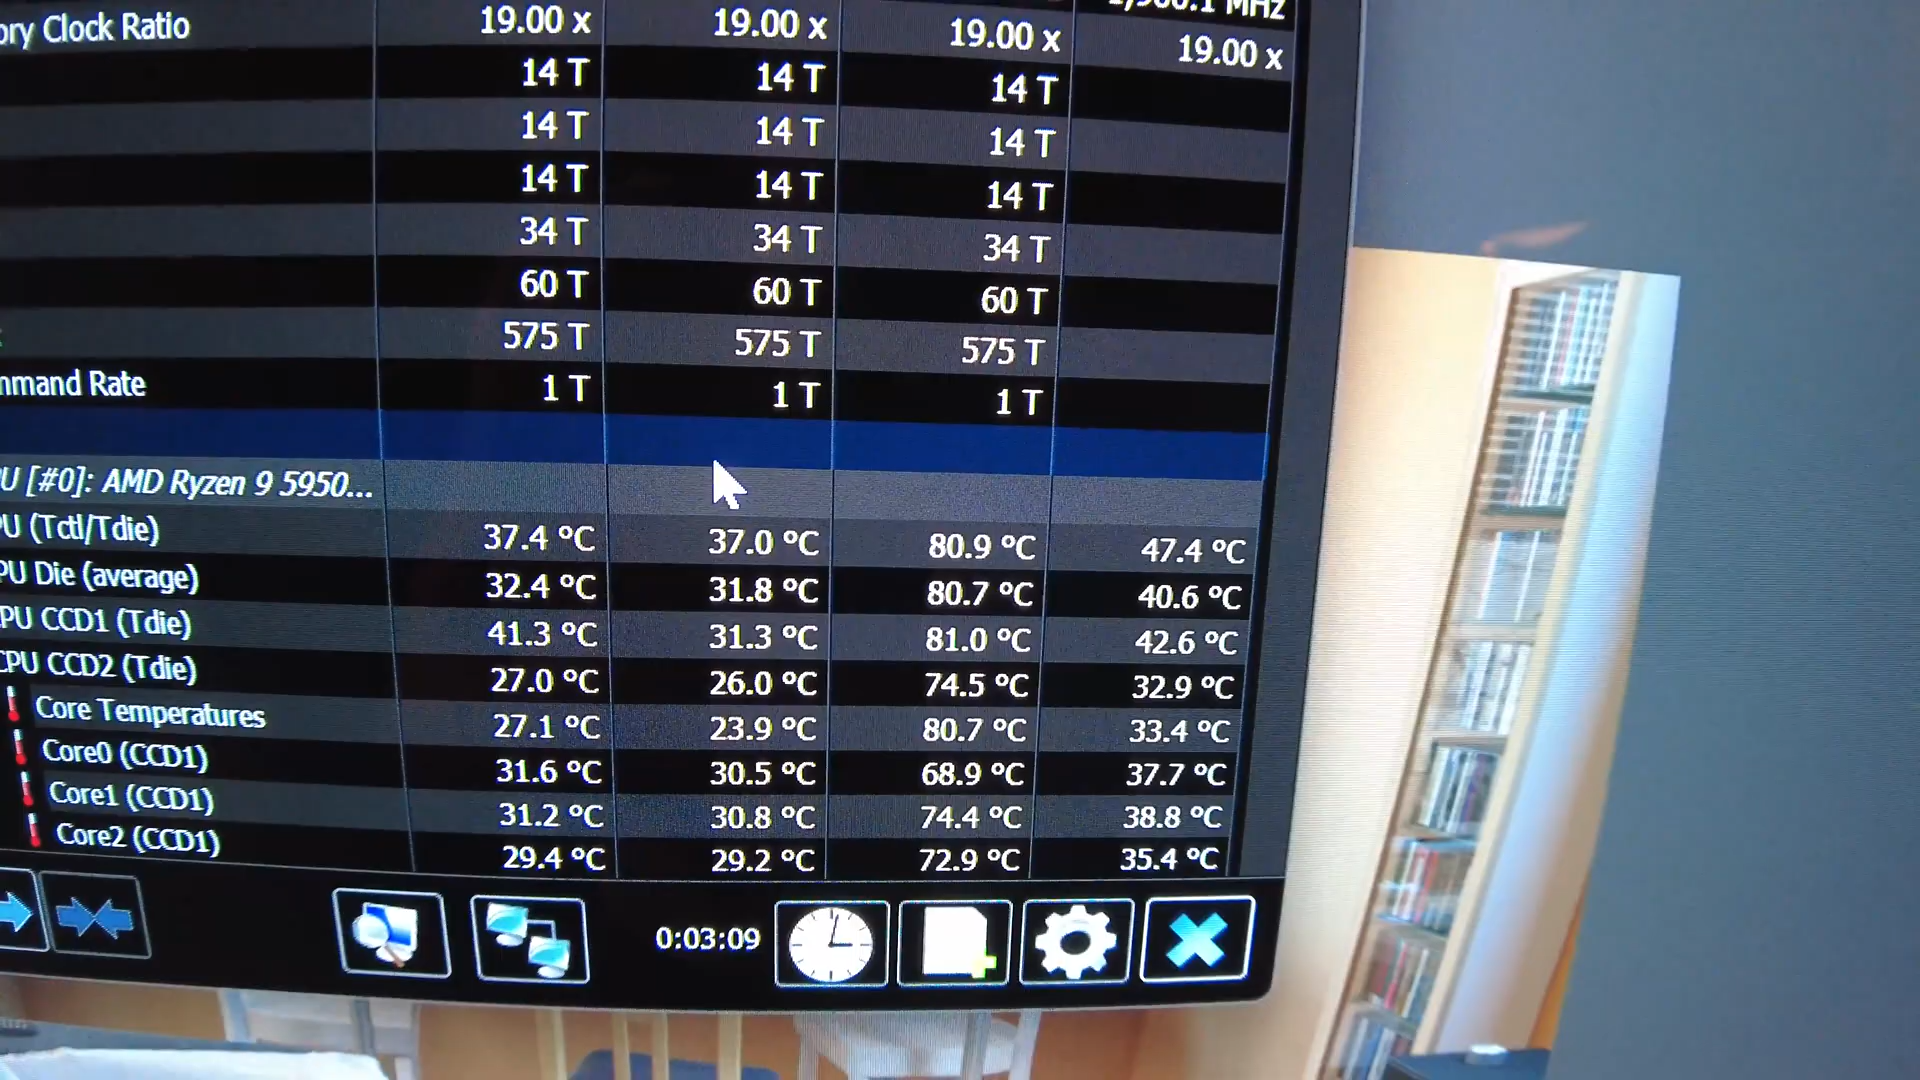 ory Clock Ratio 19.00 x 19.00 x 19.00 x 19.00 x
14 T 14 T 14 T
14 T 14 T 14 T
14 T 14 T 14 T
34 T 34 T 34 T
60 T 60 T 60 T
575 T 575 T 575 T
mmand Rate 1 T 1 T 1 T
U [#0]: AMD Ryzen 9 5950...
PU (Tctl/Tdie) 37.4 °C 37.0 °C 80.9 °C 47.4 °C
PU Die (average) 32.4 °C 31.8 °C 80.7 °C 40.6 °C
CPU CCD1 (Tdie) 41.3 °C 31.3 °C 81.0 °C 42.6 °C
CPU CCD2 (Tdie) 27.0 °C 26.0 °C 74.5 °C 32.9 °C
Core Temperatures 27.1 °C 23.9 °C 80.7 °C 33.4 °C
Core0 (CCD1) 31.6 °C 30.5 °C 68.9 °C 37.7 °C
Core1 (CCD1) 31.2 °C 30.8 °C 74.4 °C 38.8 °C
Core2 (CCD1) 29.4 °C 29.2 °C 72.9 °C 35.4 °C
0:03:09